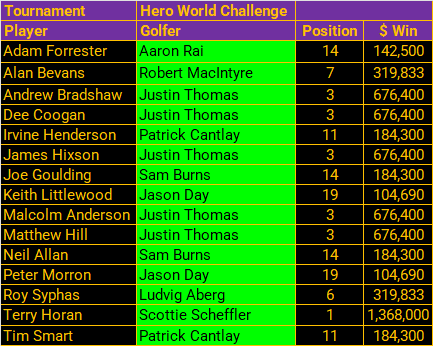 Tournament Hero World Challenge
Player Golfer Position $ Win
Adam Forrester Aaron Rai 14 142,500
Alan Bevans Robert MacIntyre 7 319,833
Andrew Bradshaw Justin Thomas 3 676,400
Dee Coogan Justin Thomas 3 676,400
Irvine Henderson Patrick Cantlay 11 184,300
James Hixson Justin Thomas 3 676,400
Joe Goulding Sam Burns 14 184,300
Keith Littlewood Jason Day 19 104,690
Malcolm Anderson Justin Thomas 3 676,400
Matthew Hill Justin Thomas 3 676,400
Neil Allan Sam Burns 14 184,300
Peter Morron Jason Day 19 104,690
Roy Syphas Ludvig Aberg 6 319,833
Terry Horan Scottie Scheffler 1 1,368,000
Tim Smart Patrick Cantlay 11 184,300